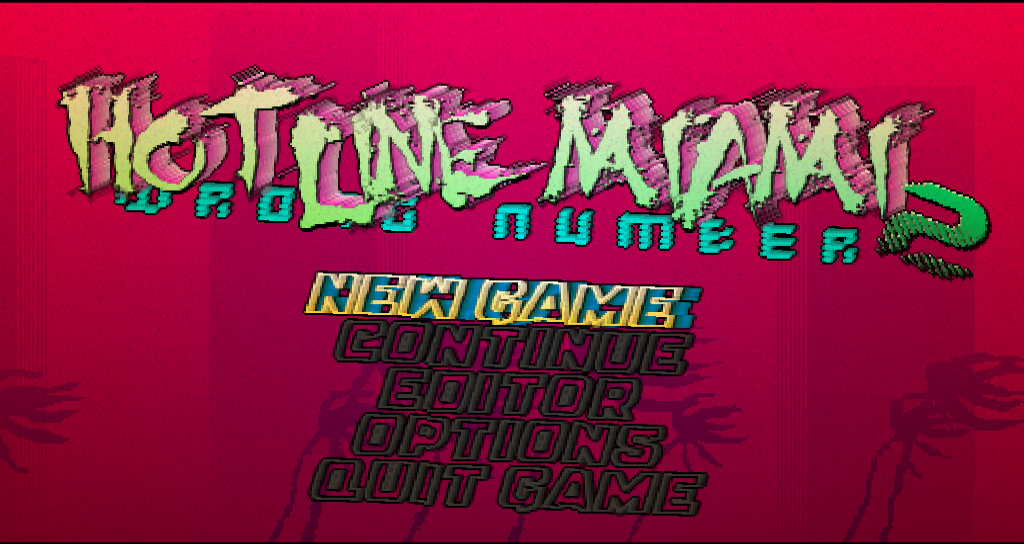 HOTLINE MIAMI 2
WRONG NUMBER
NEW GAME
CONTINUE
EDITOR
OPTIONS
QUIT GAME